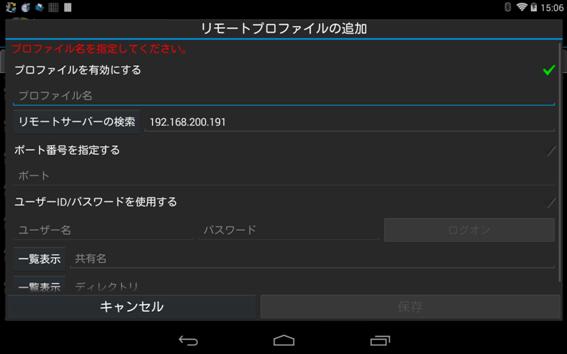 15:06
リモートプロファイルの追加
プロファイル名を指定してください。
プロファイルを有効にする
プロファイル名
リモートサーバーの検索 192.168.200.191
ポート番号を指定する
ポート
ユーザーID/パスワードを使用する
ユーザー名 パスワード ログオン
一覧表示 共有名
一覧表示 ディレクトリ
キャンセル 保存